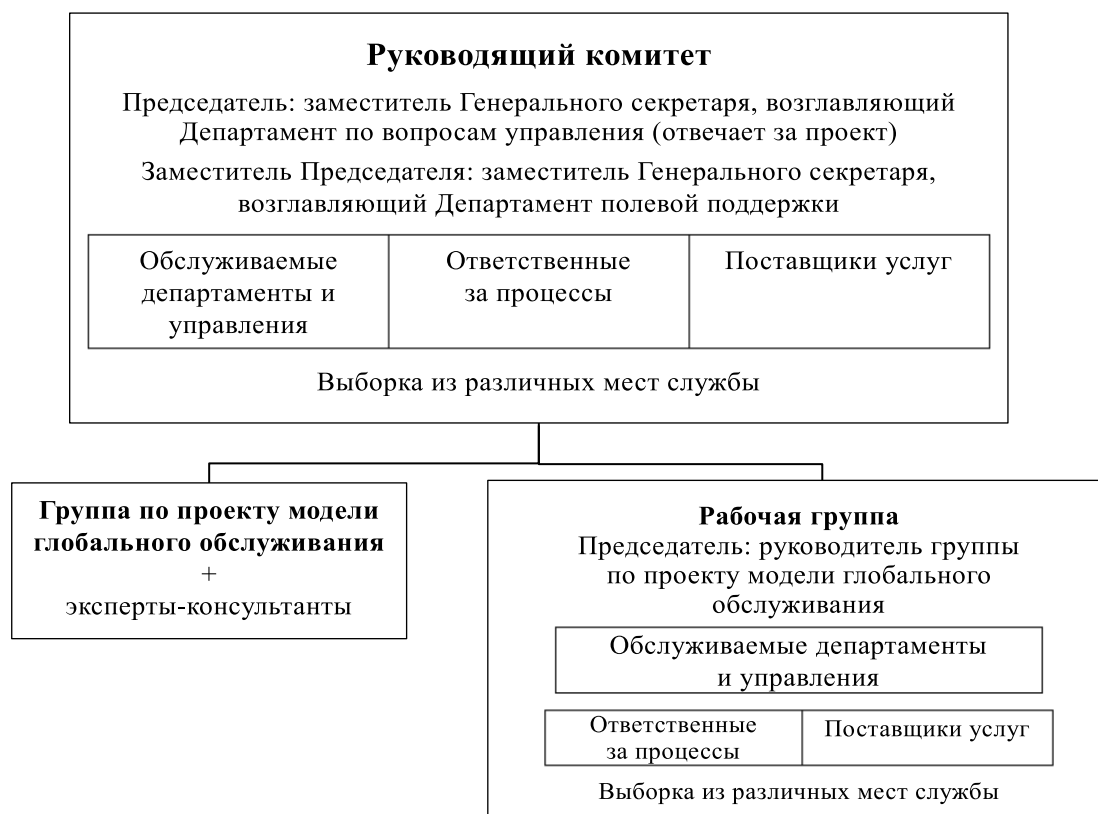 Руководящий комитет
Председатель: заместитель Генерального секретаря, возглавляющий
Департамент по вопросам управления (отвечает за проект)
Заместитель Председателя: заместитель Генерального секретаря,
возглавляющий Департамент полевой поддержки
Обслуживаемые
департаменты и
управления
Ответственные
за процессы
Поставщики услуг
Выборка из различных мест службы
Группа по проекту модели
глобального обслуживания
+
эксперты-консультанты
Рабочая группа
Председатель: руководитель группы
по проекту модели глобального
обслуживания
Обслуживаемые департаменты
и управления
Ответственные
за процессы
Поставщики услуг
Выборка из различных мест службы